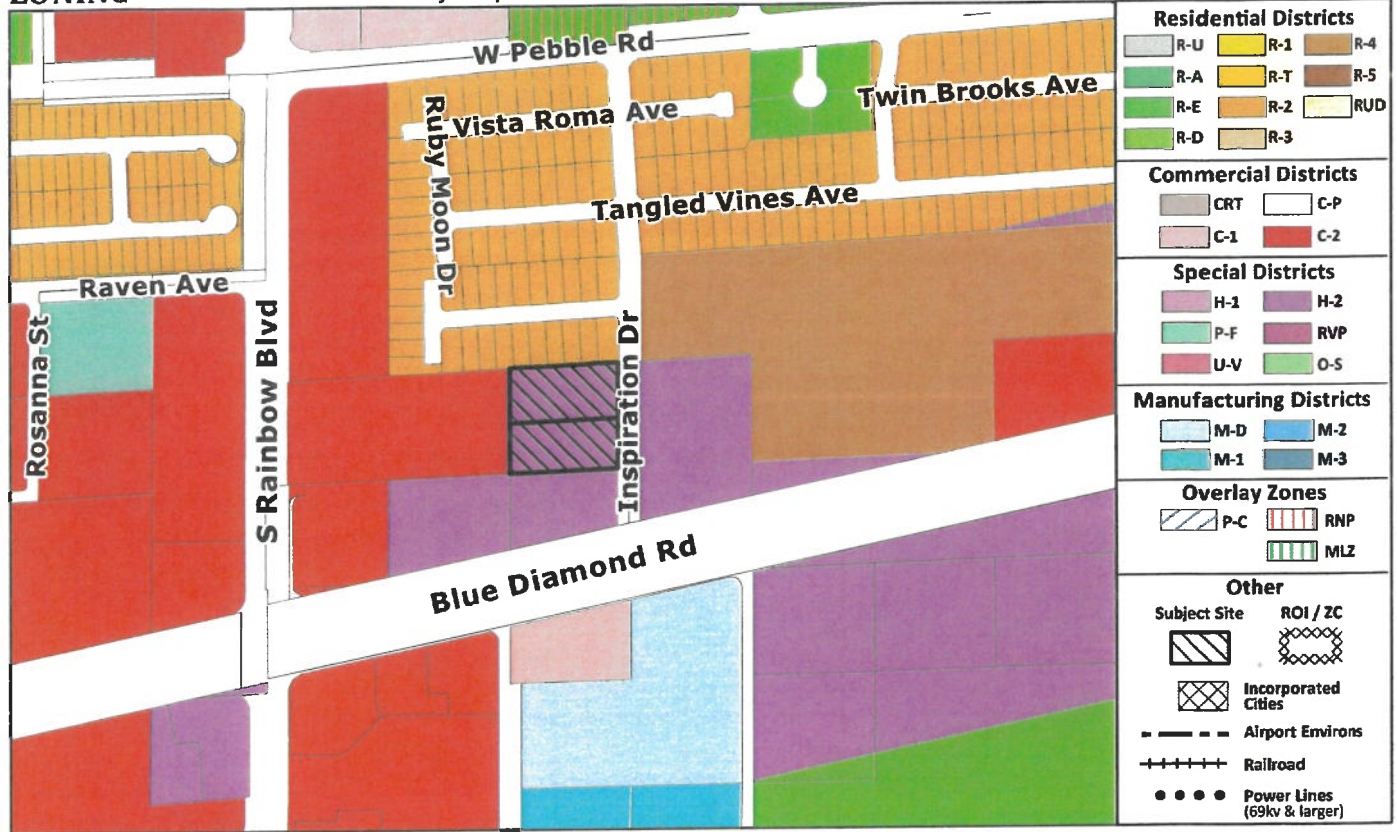 ZONING
W Pebble Rd
Ruby Moon Dr
Vista Roma Ave
Twin Brooks Ave
Tangled Vines Ave
Raven Ave
Rosanna St
S Rainbow Blvd
Inspiration Dr
Blue Diamond Rd
Residential Districts
R-U R-1 R-4
R-A R-T R-5
R-E R-2 RUD
R-D R-3
Commercial Districts
CRT C-P
C-1 C-2
Special Districts
H-1 H-2
P-F RVP
U-V O-S
Manufacturing Districts
M-D M-2
M-1 M-3
Overlay Zones
P-C RNP
MLZ
Other
Subject Site ROI / ZC
Incorporated
Cities
Airport Environs
Railroad
Power Lines
(69kv & larger)